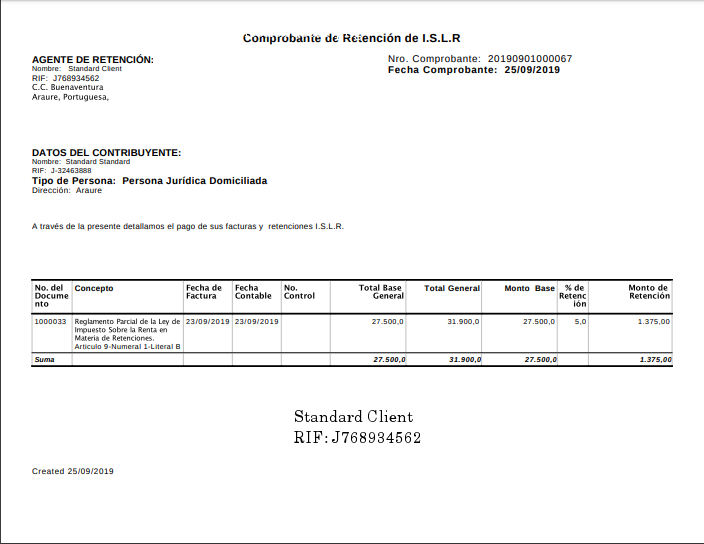 Comprobante de Retención de I.S.L.R
AGENTE DE RETENCIÓN:
Nombre: Standard Client
RIF: J768934562
C.C. Buenaventura
Araure, Portuguesa,
Nro. Comprobante: 20190901000067
Fecha Comprobante: 25/09/2019
DATOS DEL CONTRIBUYENTE:
Nombre: Standard Standard
RIF: J-32463888
Tipo de Persona: Persona Jurídica Domiciliada
Dirección: Araure
A través de la presente detallamos el pago de sus facturas y retenciones I.S.L.R.
No. del Docume nto Concepto Fecha de Factura Fecha Contable No. Control Total Base General Total General Monto Base % de Retenc ión Monto de Retención
1000033 Reglamento Parcial de la Ley de Impuesto Sobre la Renta en Materia de Retenciones. Articulo 9-Numeral 1-Literal B 23/09/2019 23/09/2019 27.500,0 31.900,0 27.500,0 5,0 1.375,00
Suma 27.500,0 31.900,0 27.500,0 1.375,00
Standard Client
RIF: J768934562
Created 25/09/2019